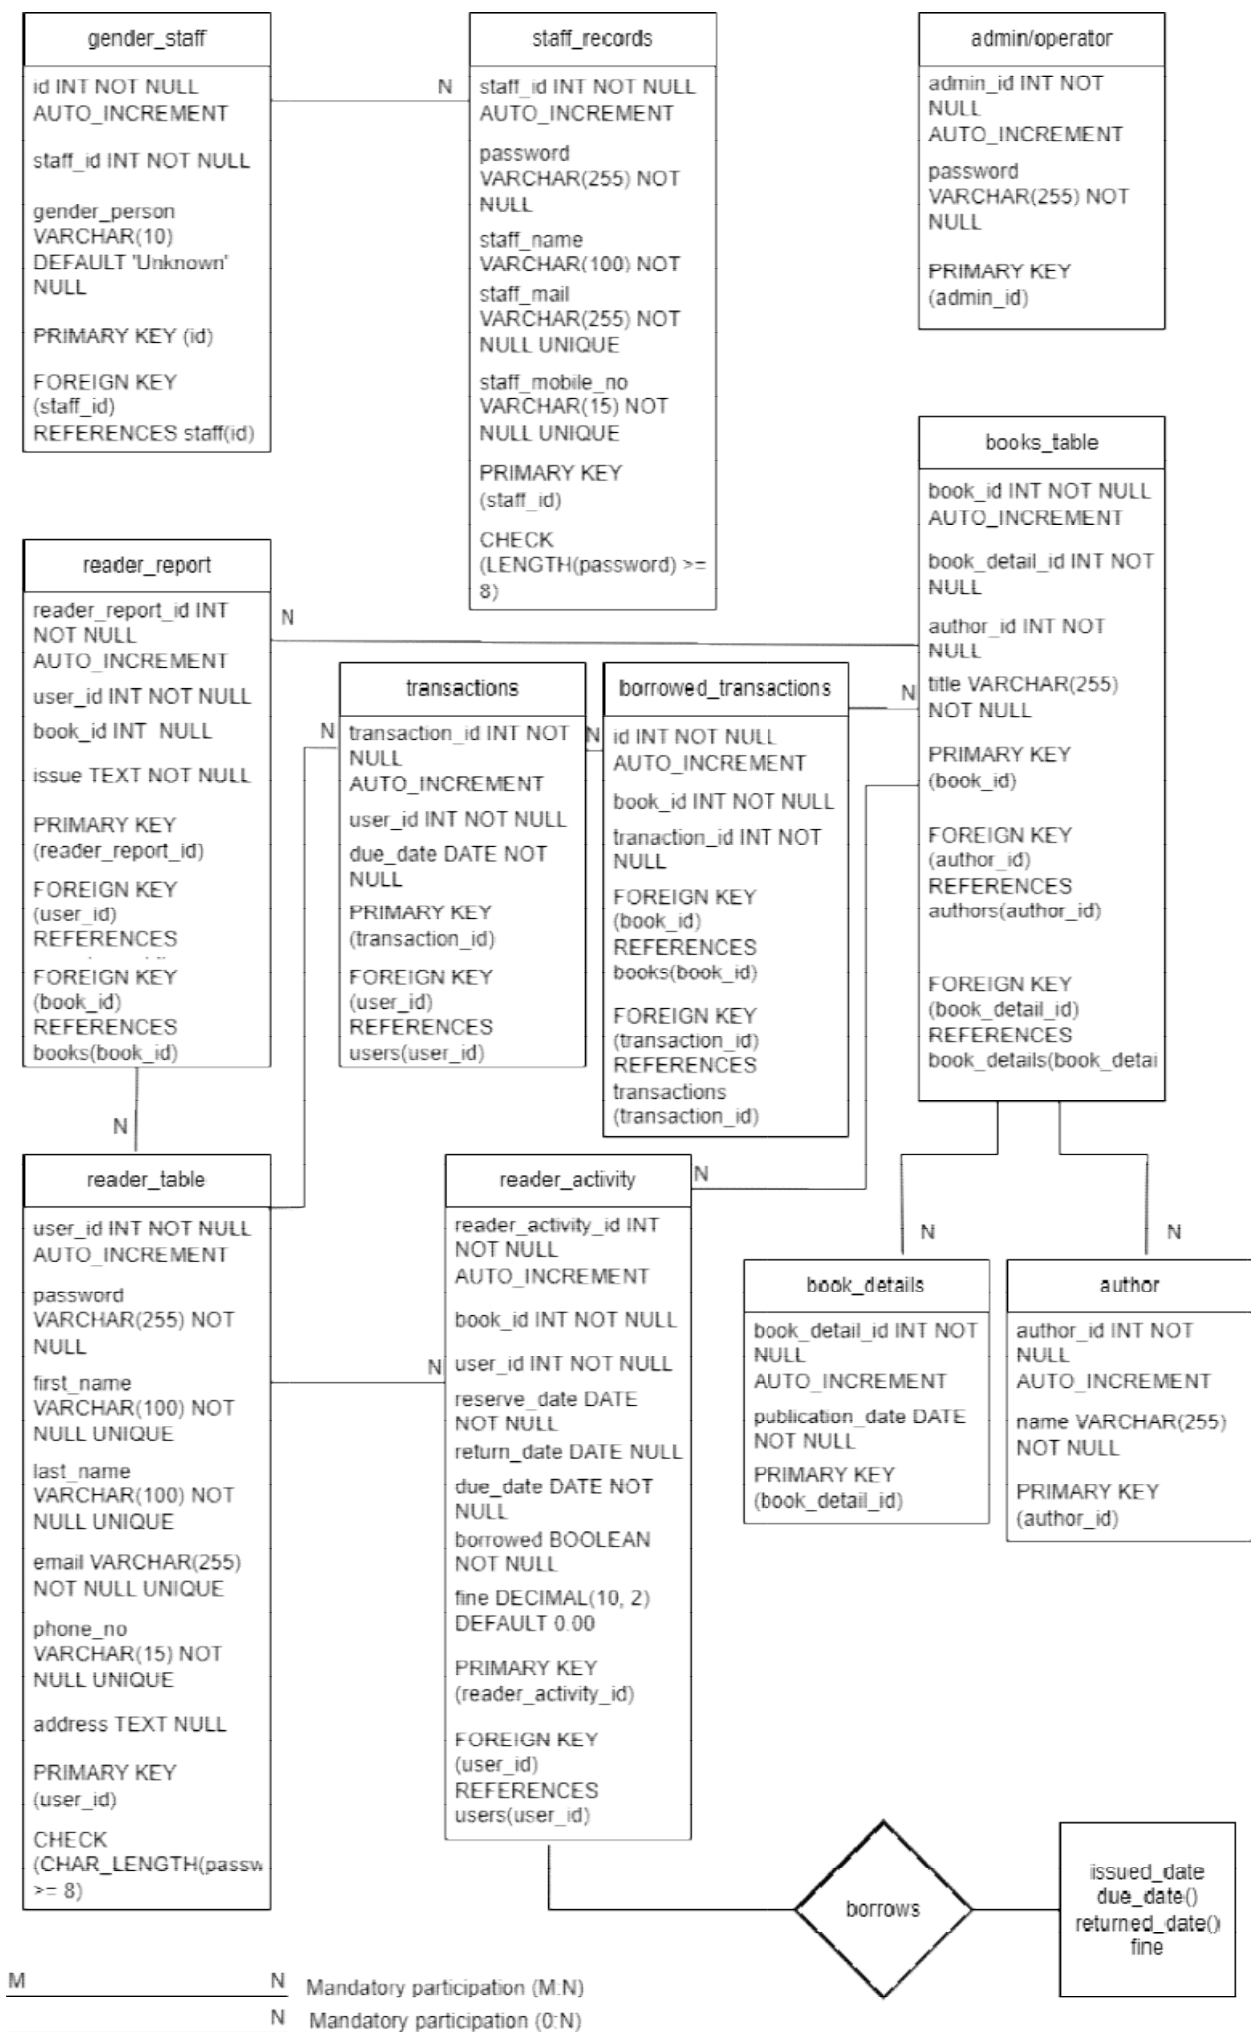 gender_staff
id INT NOT NULL
AUTO_INCREMENT
staff_id INT NOT NULL
gender_person
VARCHAR(10)
DEFAULT 'Unknown'
NULL
PRIMARY KEY (id)
FOREIGN KEY
(staff_id)
REFERENCES staff(id)
N
staff_records
staff_id INT NOT NULL
AUTO_INCREMENT
password
VARCHAR(255) NOT
NULL
staff_name
VARCHAR(100) NOT
staff_mail
VARCHAR(255) NOT
NULL UNIQUE
staff_mobile_no
VARCHAR(15) NOT
NULL UNIQUE
PRIMARY KEY
(staff_id)
CHECK
(LENGTH(password) >=
8)
admin/operator
admin_id INT NOT
NULL
AUTO_INCREMENT
password
VARCHAR(255) NOT
NULL
PRIMARY KEY
(admin_id)
reader_report
reader_report_id INT
NOT NULL
AUTO_INCREMENT
user_id INT NOT NULL
book_id INT  NULL
issue TEXT NOT NULL
PRIMARY KEY
(reader_report_id)
FOREIGN KEY
(user_id)
REFERENCES
FOREIGN KEY
(book_id)
REFERENCES
books(book_id)
N
N
transactions
N
transaction_id INT NOT
NULL
AUTO_INCREMENT
user_id INT NOT NULL
due_date DATE NOT
NULL
PRIMARY KEY
(transaction_id)
FOREIGN KEY
(user_id)
REFERENCES
users(user_id)
borrowed_transactions
N
id INT NOT NULL
AUTO_INCREMENT
book_id INT NOT NULL
tranaction_id INT NOT
NULL
FOREIGN KEY
(book_id)
REFERENCES
books(book_id)
FOREIGN KEY
(transaction_id)
REFERENCES
transactions
(transaction_id)
N
books_table
book_id INT NOT NULL
AUTO_INCREMENT
book_detail_id INT NOT
NULL
author_id INT NOT
NULL
title VARCHAR(255)
NOT NULL
PRIMARY KEY
(book_id)
FOREIGN KEY
(author_id)
REFERENCES
authors(author_id)
FOREIGN KEY
(book_detail_id)
REFERENCES
book_details(book_detai
reader_table
user_id INT NOT NULL
AUTO_INCREMENT
password
VARCHAR(255) NOT
NULL
first_name
VARCHAR(100) NOT
NULL UNIQUE
last_name
VARCHAR(100) NOT
NULL UNIQUE
email VARCHAR(255)
NOT NULL UNIQUE
phone_no
VARCHAR(15) NOT
NULL UNIQUE
address TEXT NULL
PRIMARY KEY
(user_id)
CHECK
(CHAR_LENGTH(passw
>= 8)
N
reader_activity
N
reader_activity_id INT
NOT NULL
AUTO_INCREMENT
book_id INT NOT NULL
user_id INT NOT NULL
reserve_date DATE
NOT NULL
return_date DATE NULL
due_date DATE NOT
NULL
borrowed BOOLEAN
NOT NULL
fine DECIMAL(10, 2)
DEFAULT 0.00
PRIMARY KEY
(reader_activity_id)
FOREIGN KEY
(user_id)
REFERENCES
users(user_id)
N
book_details
book_detail_id INT NOT
NULL
AUTO_INCREMENT
publication_date DATE
NOT NULL
PRIMARY KEY
(book_detail_id)
N
author
author_id INT NOT
NULL
AUTO_INCREMENT
name VARCHAR(255)
NOT NULL
PRIMARY KEY
(author_id)
borrows
issued_date
due_date()
returned_date()
fine
M N Mandatory participation (M:N)
N Mandatory participation (0:N)